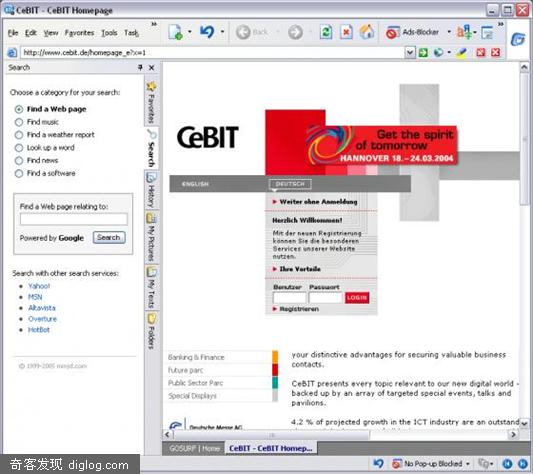 CeBIT - CeBIT Homepage
File Edit View Favorites Tools Task
Back
Ads-Blocker
http://www.cebit.de/homepage_e?x=1
Search
Choose a category for your search:
Find a Web page
Find music
Find a weather report
Look up a word
Find news
Find a software
Find a Web page relating to:
Powered by Google Search
Search with other search services:
Yahoo!
MSN
Altavista
Overture
HotBot
© 1999-2005 mmjd.com
Favorites
Search
History
My Pictures
My Texts
Folders
CeBIT
Get the spirit
of tomorrow
HANNOVER 18.–24.03.2004
ENGLISH DEUTSCH
Weiter ohne Anmeldung
Herzlich Willkommen!
Mit der neuen Registrierung
können Sie die besonderen
Services unserer Website
nutzen.
Ihre Vorteile
Benutzer Passwort
LOGIN
Registrieren
Banking & Finance
future parc
Public Sector Parc
Special Displays
Deutsche Messe AG
your distinctive advantages for securing valuable business
contacts.
CeBIT presents every topic relevant to our new digital world -
backed up by an array of targeted special events, talks and
pavilions.
4.2 % of projected growth in the ICT industry are an outstand
GOSURF | Home CeBIT - CeBIT Homep...
No Pop-up Blocked
奇客发现 diglog.com